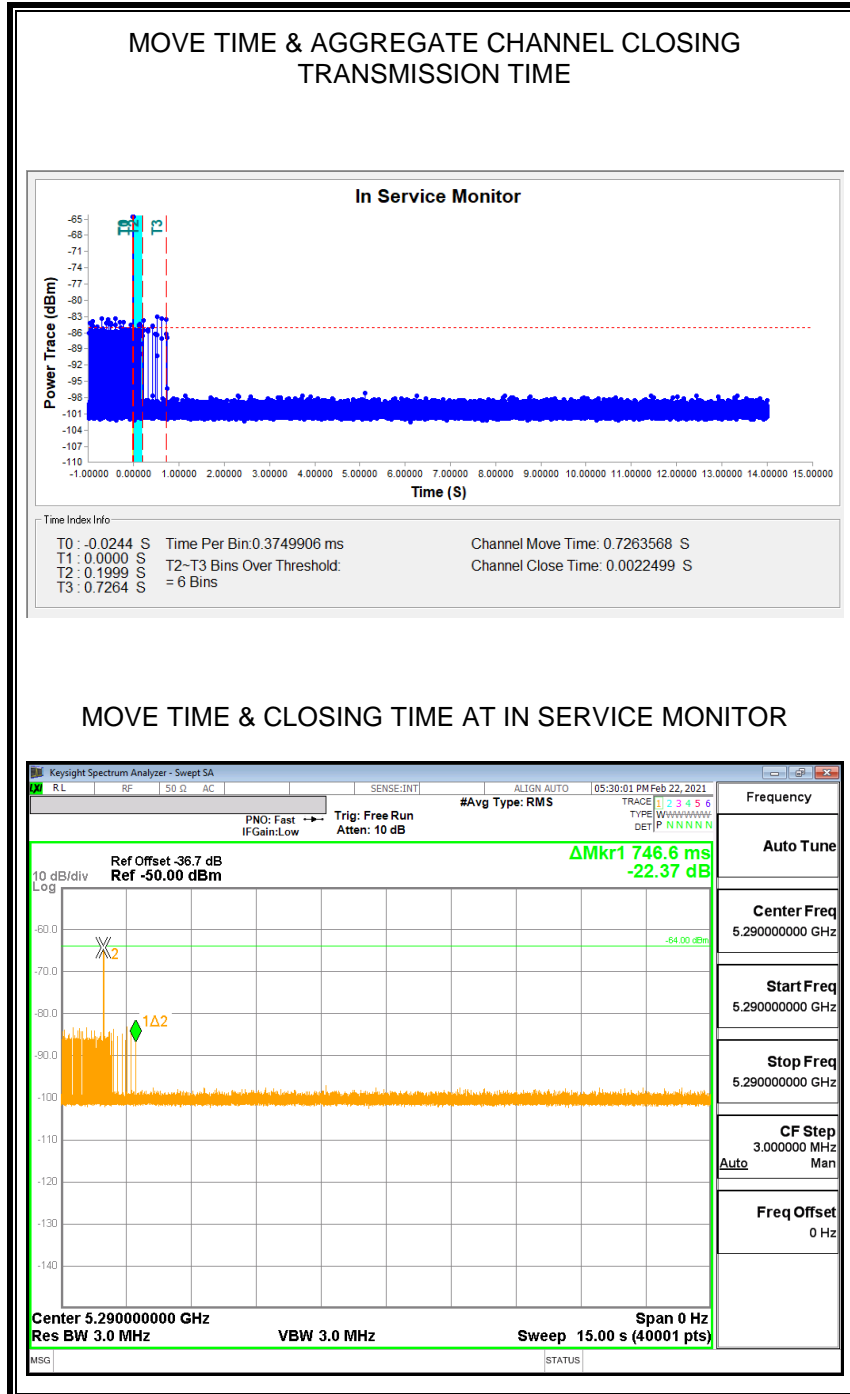 MOVE TIME & AGGREGATE CHANNEL CLOSING
TRANSMISSION TIME
In Service Monitor
T2
T3
Power Trace (dBm)
-65
-68
-71
-74
-77
-80
-83
-86
-89
-92
-95
-98
-101
-104
-107
-110
-1.00000 0.00000 1.00000 2.00000 3.00000 4.00000 5.00000 6.00000 7.00000 8.00000 9.00000 10.00000 11.00000 12.00000 13.00000 14.00000 15.00000
Time (S)
Time Index Info
T0 : -0.0244 S Time Per Bin:0.3749906 ms Channel Move Time: 0.7263568 S
T1 : 0.0000 S
T2 : 0.1999 S T2~T3 Bins Over Threshold: Channel Close Time: 0.0022499 S
T3 : 0.7264 S = 6 Bins
MOVE TIME & CLOSING TIME AT IN SERVICE MONITOR
Keysight Spectrum Analyzer - Swept SA
LXI RL RF 50 Ω AC SENSE:INT ALIGN AUTO 05:30:01 PM Feb 22, 2021
#Avg Type: RMS TRACE 1 2 3 4 5 6
PNO: Fast Trig: Free Run TYPE WWWWWW
IFGain:Low Atten: 10 dB DET P N N N N N
Frequency
Auto Tune
Center Freq
5.290000000 GHz
Start Freq
5.290000000 GHz
Stop Freq
5.290000000 GHz
CF Step
3.000000 MHz
Auto Man
Freq Offset
0 Hz
ΔMkr1 746.6 ms
-22.37 dB
Ref Offset -36.7 dB
10 dB/div Ref -50.00 dBm
Log
-60.0
-64.00 dBm
2
-70.0
-80.0
1Δ2
-90.0
-100
-110
-120
-130
-140
Center 5.290000000 GHz Span 0 Hz
Res BW 3.0 MHz VBW 3.0 MHz Sweep 15.00 s (40001 pts)
MSG STATUS